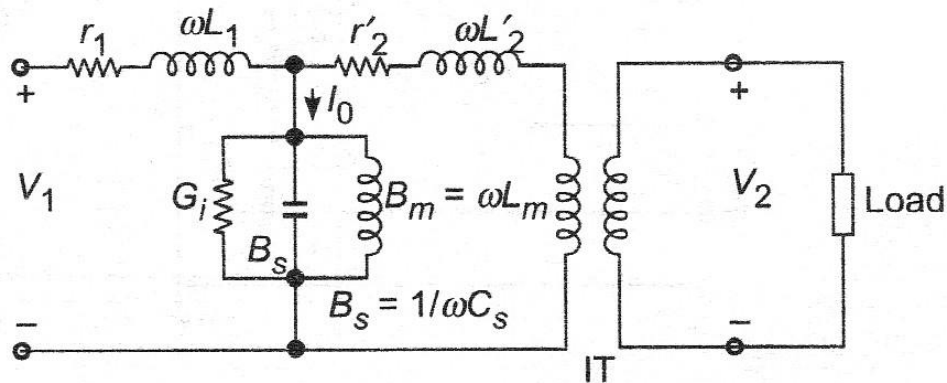 r₁ ωL₁ r′₂ ωL′₂
+ I₀ +
V₁ Gᵢ Bₘ = ωLₘ V₂ Load
Bₛ
Bₛ = 1/ωCₛ
− −
IT